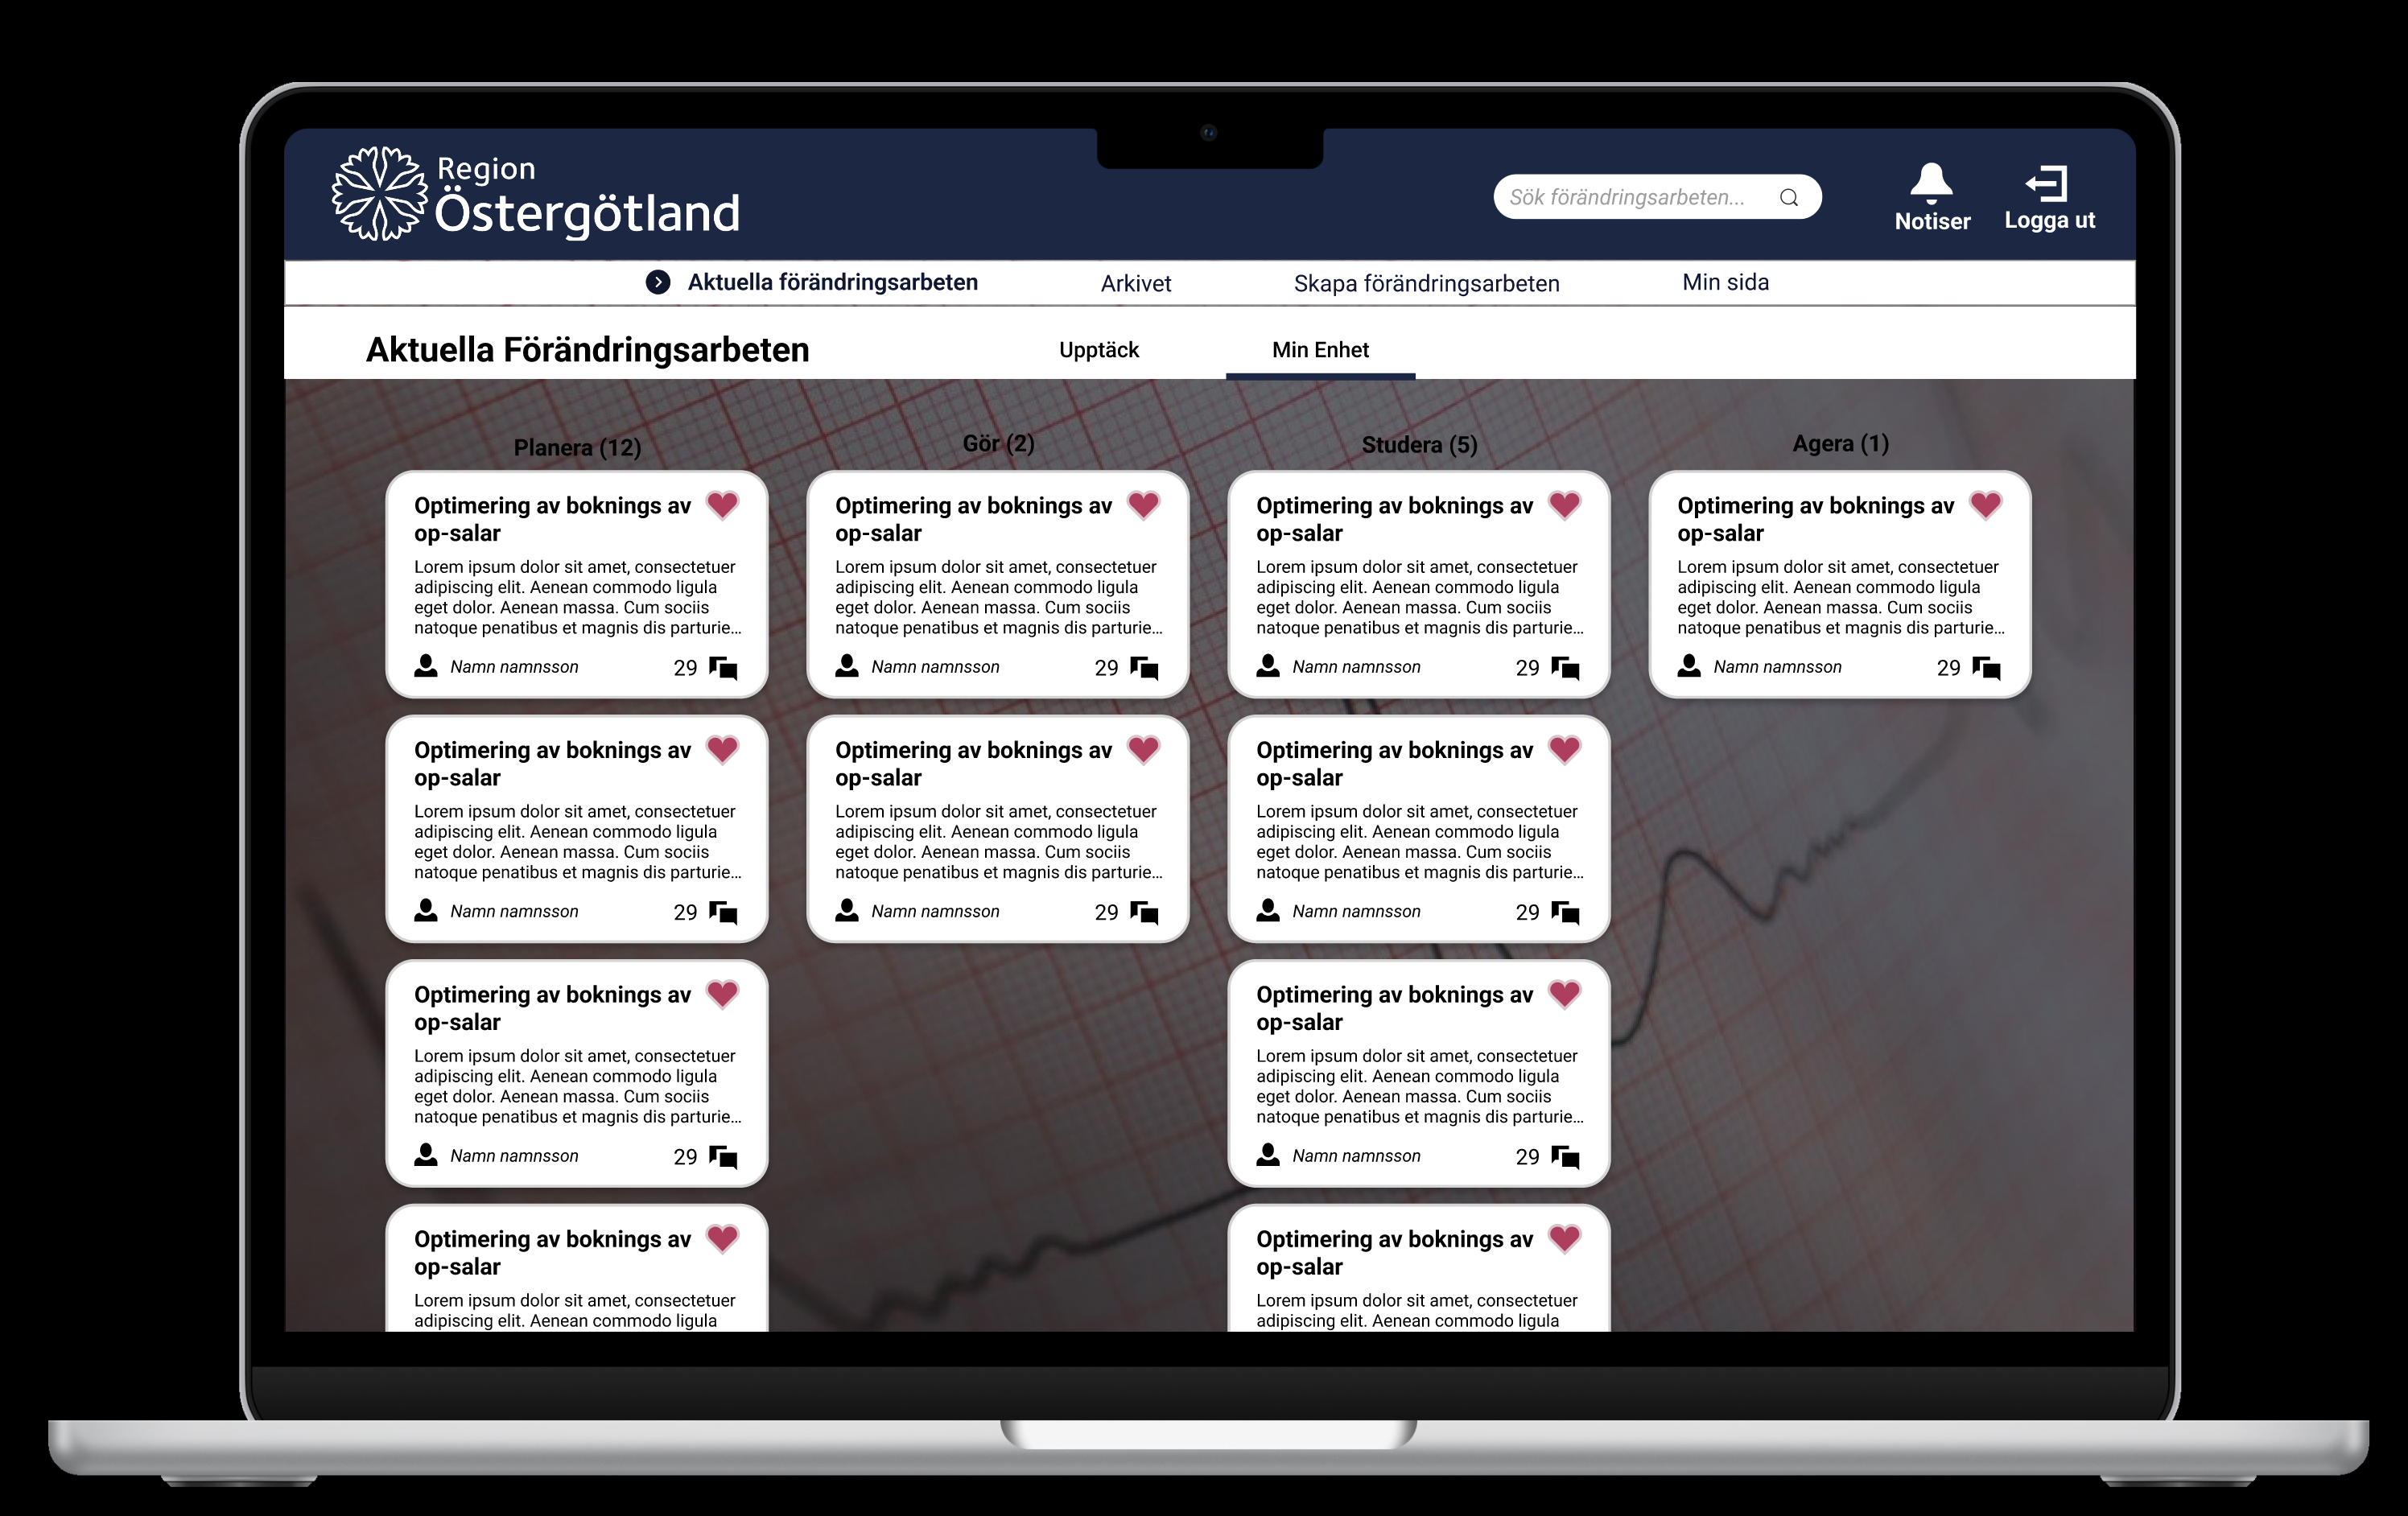 Region
Östergötland
Sök förändringsarbeten...
Notiser
Logga ut
Aktuella förändringsarbeten
Arkivet
Skapa förändringsarbeten
Min sida
Aktuella Förändringsarbeten
Upptäck
Min Enhet
Planera (12)
Optimering av boknings av
op-salar
Lorem ipsum dolor sit amet, consectetuer
adipiscing elit. Aenean commodo ligula
eget dolor. Aenean massa. Cum sociis
natoque penatibus et magnis dis parturie...
Namn namnsson
29
Optimering av boknings av
op-salar
Lorem ipsum dolor sit amet, consectetuer
adipiscing elit. Aenean commodo ligula
eget dolor. Aenean massa. Cum sociis
natoque penatibus et magnis dis parturie...
Namn namnsson
29
Optimering av boknings av
op-salar
Lorem ipsum dolor sit amet, consectetuer
adipiscing elit. Aenean commodo ligula
eget dolor. Aenean massa. Cum sociis
natoque penatibus et magnis dis parturie...
Namn namnsson
29
Optimering av boknings av
op-salar
Lorem ipsum dolor sit amet, consectetuer
adipiscing elit. Aenean commodo ligula
Gör (2)
Optimering av boknings av
op-salar
Lorem ipsum dolor sit amet, consectetuer
adipiscing elit. Aenean commodo ligula
eget dolor. Aenean massa. Cum sociis
natoque penatibus et magnis dis parturie...
Namn namnsson
29
Optimering av boknings av
op-salar
Lorem ipsum dolor sit amet, consectetuer
adipiscing elit. Aenean commodo ligula
eget dolor. Aenean massa. Cum sociis
natoque penatibus et magnis dis parturie...
Namn namnsson
29
Studera (5)
Optimering av boknings av
op-salar
Lorem ipsum dolor sit amet, consectetuer
adipiscing elit. Aenean commodo ligula
eget dolor. Aenean massa. Cum sociis
natoque penatibus et magnis dis parturie...
Namn namnsson
29
Optimering av boknings av
op-salar
Lorem ipsum dolor sit amet, consectetuer
adipiscing elit. Aenean commodo ligula
eget dolor. Aenean massa. Cum sociis
natoque penatibus et magnis dis parturie...
Namn namnsson
29
Optimering av boknings av
op-salar
Lorem ipsum dolor sit amet, consectetuer
adipiscing elit. Aenean commodo ligula
eget dolor. Aenean massa. Cum sociis
natoque penatibus et magnis dis parturie...
Namn namnsson
29
Optimering av boknings av
op-salar
Lorem ipsum dolor sit amet, consectetuer
adipiscing elit. Aenean commodo ligula
Agera (1)
Optimering av boknings av
op-salar
Lorem ipsum dolor sit amet, consectetuer
adipiscing elit. Aenean commodo ligula
eget dolor. Aenean massa. Cum sociis
natoque penatibus et magnis dis parturie...
Namn namnsson
29